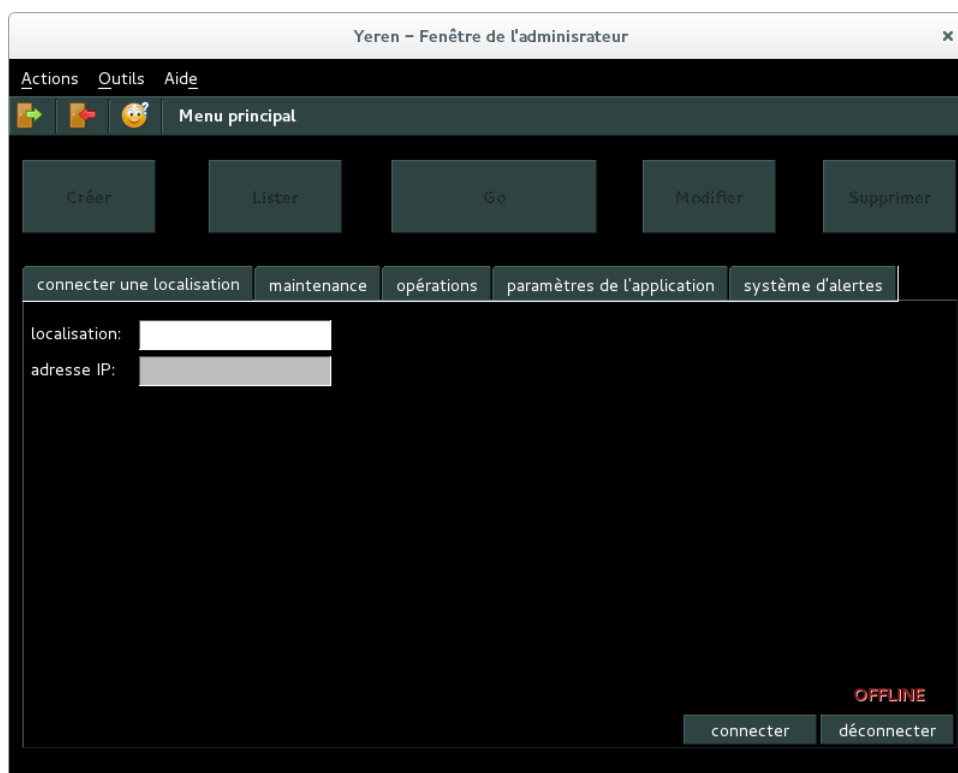 Yeren – Fenêtre de l'adminisrateur
Actions Outils Aide
Menu principal
Créer Lister Go Modifier Supprimer
connecter une localisation maintenance opérations paramètres de l'application système d'alertes
localisation:
adresse IP:
OFFLINE
connecter déconnecter